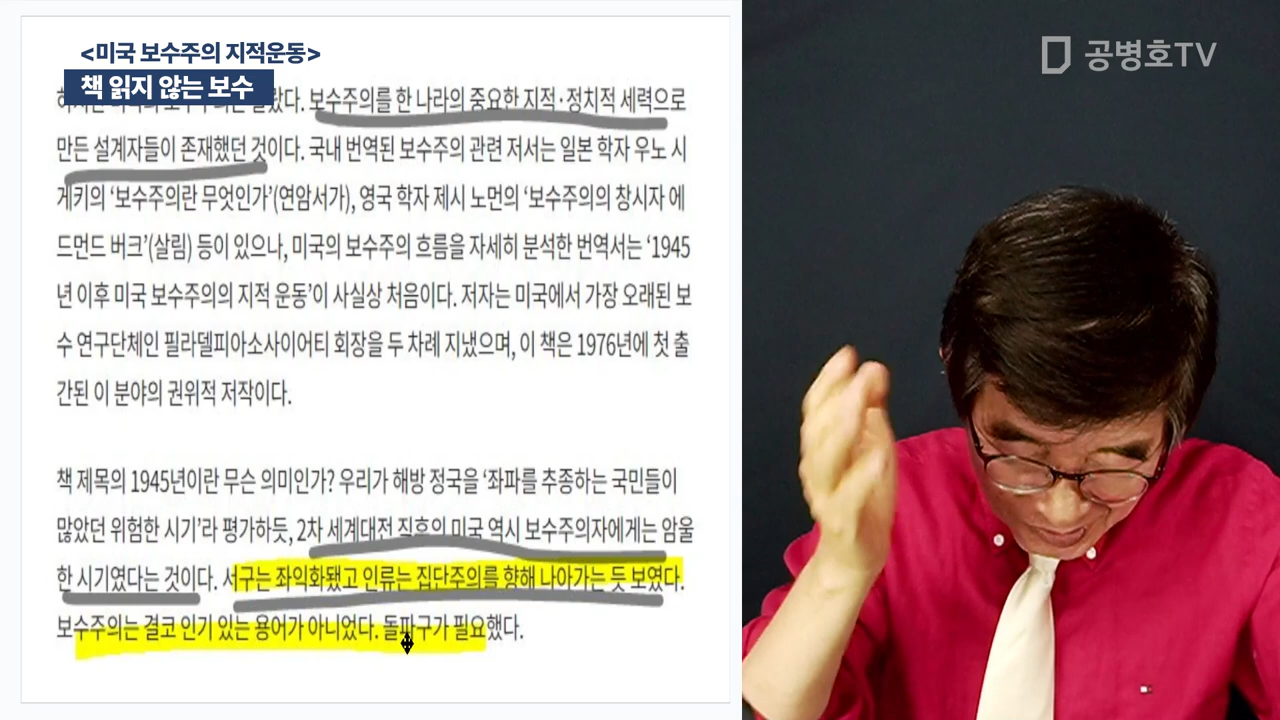 <미국 보수주의 지적운동>
책 읽지 않는 보수
공병호TV
랐다. 보수주의를 한 나라의 중요한 지적·정치적 세력으로
만든 설계자들이 존재했던 것이다. 국내 번역된 보수주의 관련 저서는 일본 학자 우노 시
게키의 ‘보수주의란 무엇인가’(연암서가), 영국 학자 제시 노먼의 ‘보수주의의 창시자 에
드먼드 버크’(살림) 등이 있으나, 미국의 보수주의 흐름을 자세히 분석한 번역서는 ‘1945
년 이후 미국 보수주의의 지적 운동’이 사실상 처음이다. 저자는 미국에서 가장 오래된 보
수 연구단체인 필라델피아소사이어티 회장을 두 차례 지냈으며, 이 책은 1976년에 첫 출
간된 이 분야의 권위적 저작이다.
책 제목의 1945년이란 무슨 의미인가? 우리가 해방 정국을 ‘좌파를 추종하는 국민들이
많았던 위험한 시기’라 평가하듯, 2차 세계대전 직후의 미국 역시 보수주의자에게는 암울
한 시기였다는 것이다. 서구는 좌익화됐고 인류는 집단주의를 향해 나아가는 듯 보였다.
보수주의는 결코 인기 있는 용어가 아니었다. 돌파구가 필요했다.